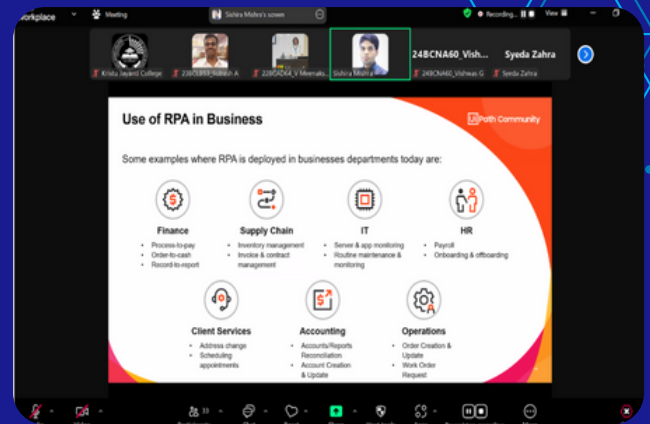 orkplace
Meeting
Sishira Mishra's screen
Recording...
View
Kristu Jayanti College
Sishira Mishra
24BCNA60_Vish...
24BCNA60_Vishwas G
Syeda Zahra
Syeda Zahra
Use of RPA in Business
UiPath Community
Some examples where RPA is deployed in businesses departments today are:
Finance
• Process-to-pay
• Order-to-cash
• Record-to-report
Supply Chain
• Inventory management
• Invoice & contract
management
IT
• Server & app monitoring
• Routine maintenance &
monitoring
HR
• Payroll
• Onboarding & offboarding
Client Services
• Address change
• Scheduling
appointments
Accounting
• Accounts/Reports
Reconciliation
• Account Creation
& Update
Operations
• Order Creation &
Update
• Work Order
Request